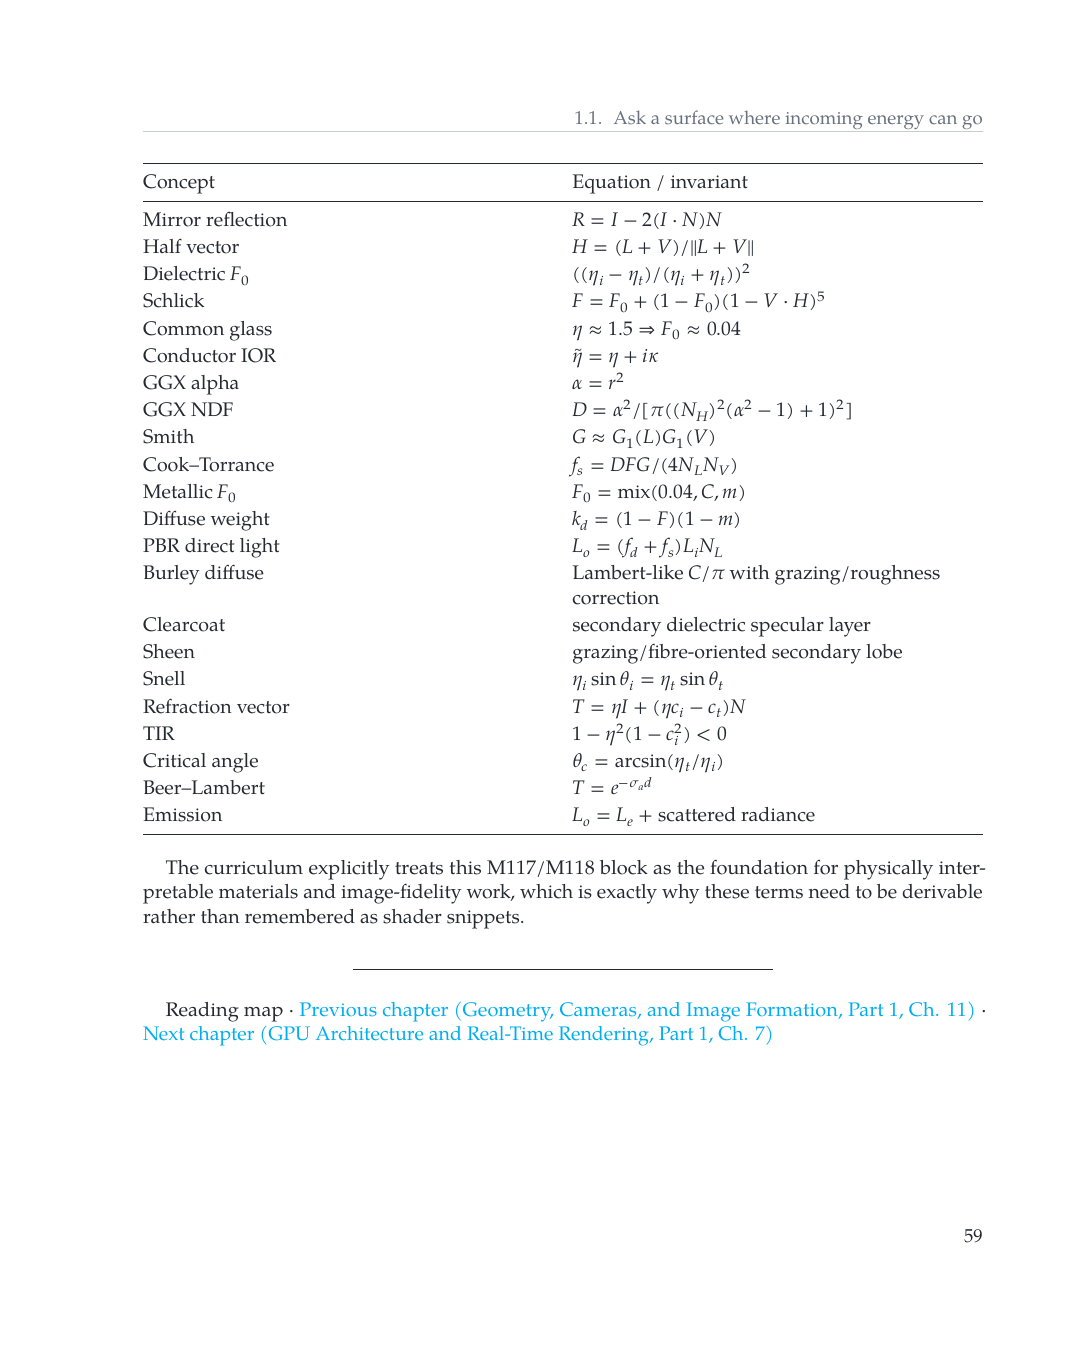 1.1. Ask a surface where incoming energy can go
Concept Equation / invariant
Mirror reflection R = I − 2(I · N)N
Half vector H = (L + V)/‖L + V‖
Dielectric F₀ ((ηᵢ − ηₜ)/(ηᵢ + ηₜ))²
Schlick F = F₀ + (1 − F₀)(1 − V · H)⁵
Common glass η ≈ 1.5 ⇒ F₀ ≈ 0.04
Conductor IOR η̃ = η + iκ
GGX alpha α = r²
GGX NDF D = α²/[π((N_H)²(α² − 1) + 1)²]
Smith G ≈ G₁(L)G₁(V)
Cook–Torrance fₛ = DFG/(4N_L N_V)
Metallic F₀ F₀ = mix(0.04, C, m)
Diffuse weight k_d = (1 − F)(1 − m)
PBR direct light Lₒ = (f_d + fₛ)LᵢN_L
Burley diffuse Lambert-like C/π with grazing/roughness
correction
Clearcoat secondary dielectric specular layer
Sheen grazing/fibre-oriented secondary lobe
Snell ηᵢ sin θᵢ = ηₜ sin θₜ
Refraction vector T = ηI + (ηcᵢ − cₜ)N
TIR 1 − η²(1 − cᵢ²) < 0
Critical angle θ_c = arcsin(ηₜ/ηᵢ)
Beer–Lambert T = e^{−σₐd}
Emission Lₒ = Lₑ + scattered radiance
The curriculum explicitly treats this M117/M118 block as the foundation for physically inter-
pretable materials and image-fidelity work, which is exactly why these terms need to be derivable
rather than remembered as shader snippets.
Reading map · Previous chapter (Geometry, Cameras, and Image Formation, Part 1, Ch. 11) ·
Next chapter (GPU Architecture and Real-Time Rendering, Part 1, Ch. 7)
59